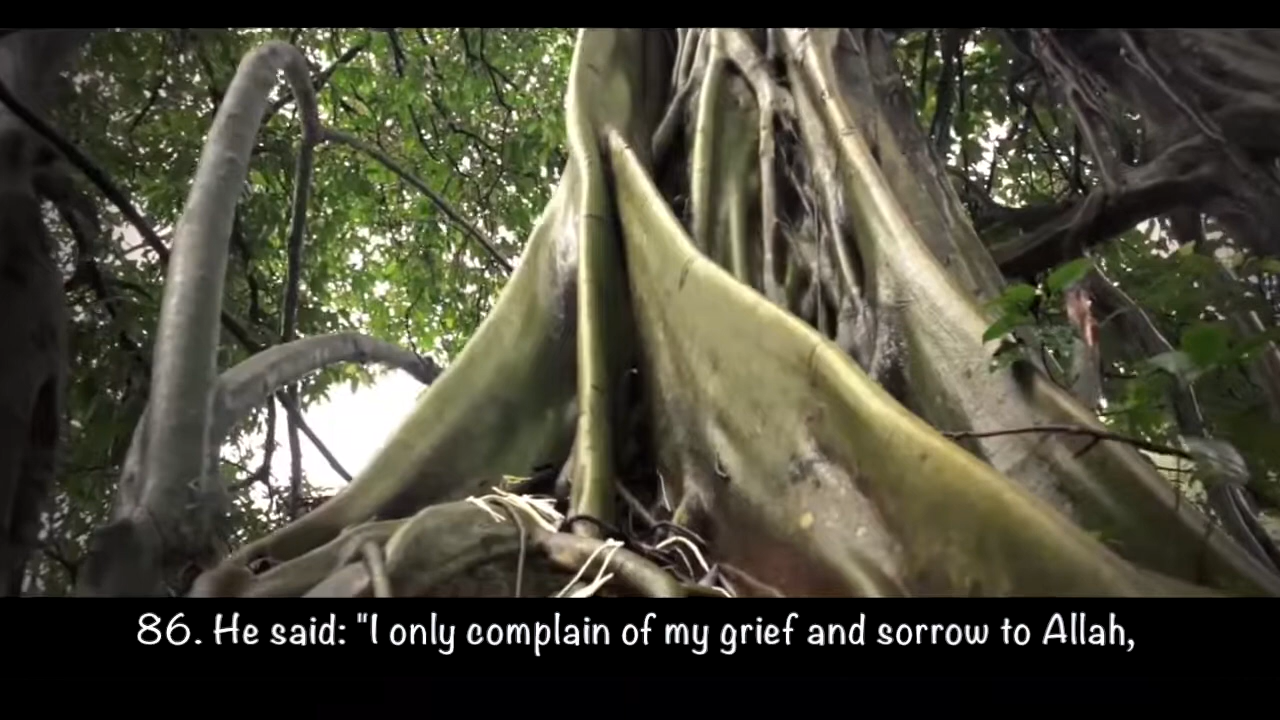 86. He said: "I only complain of my grief and sorrow to Allah,